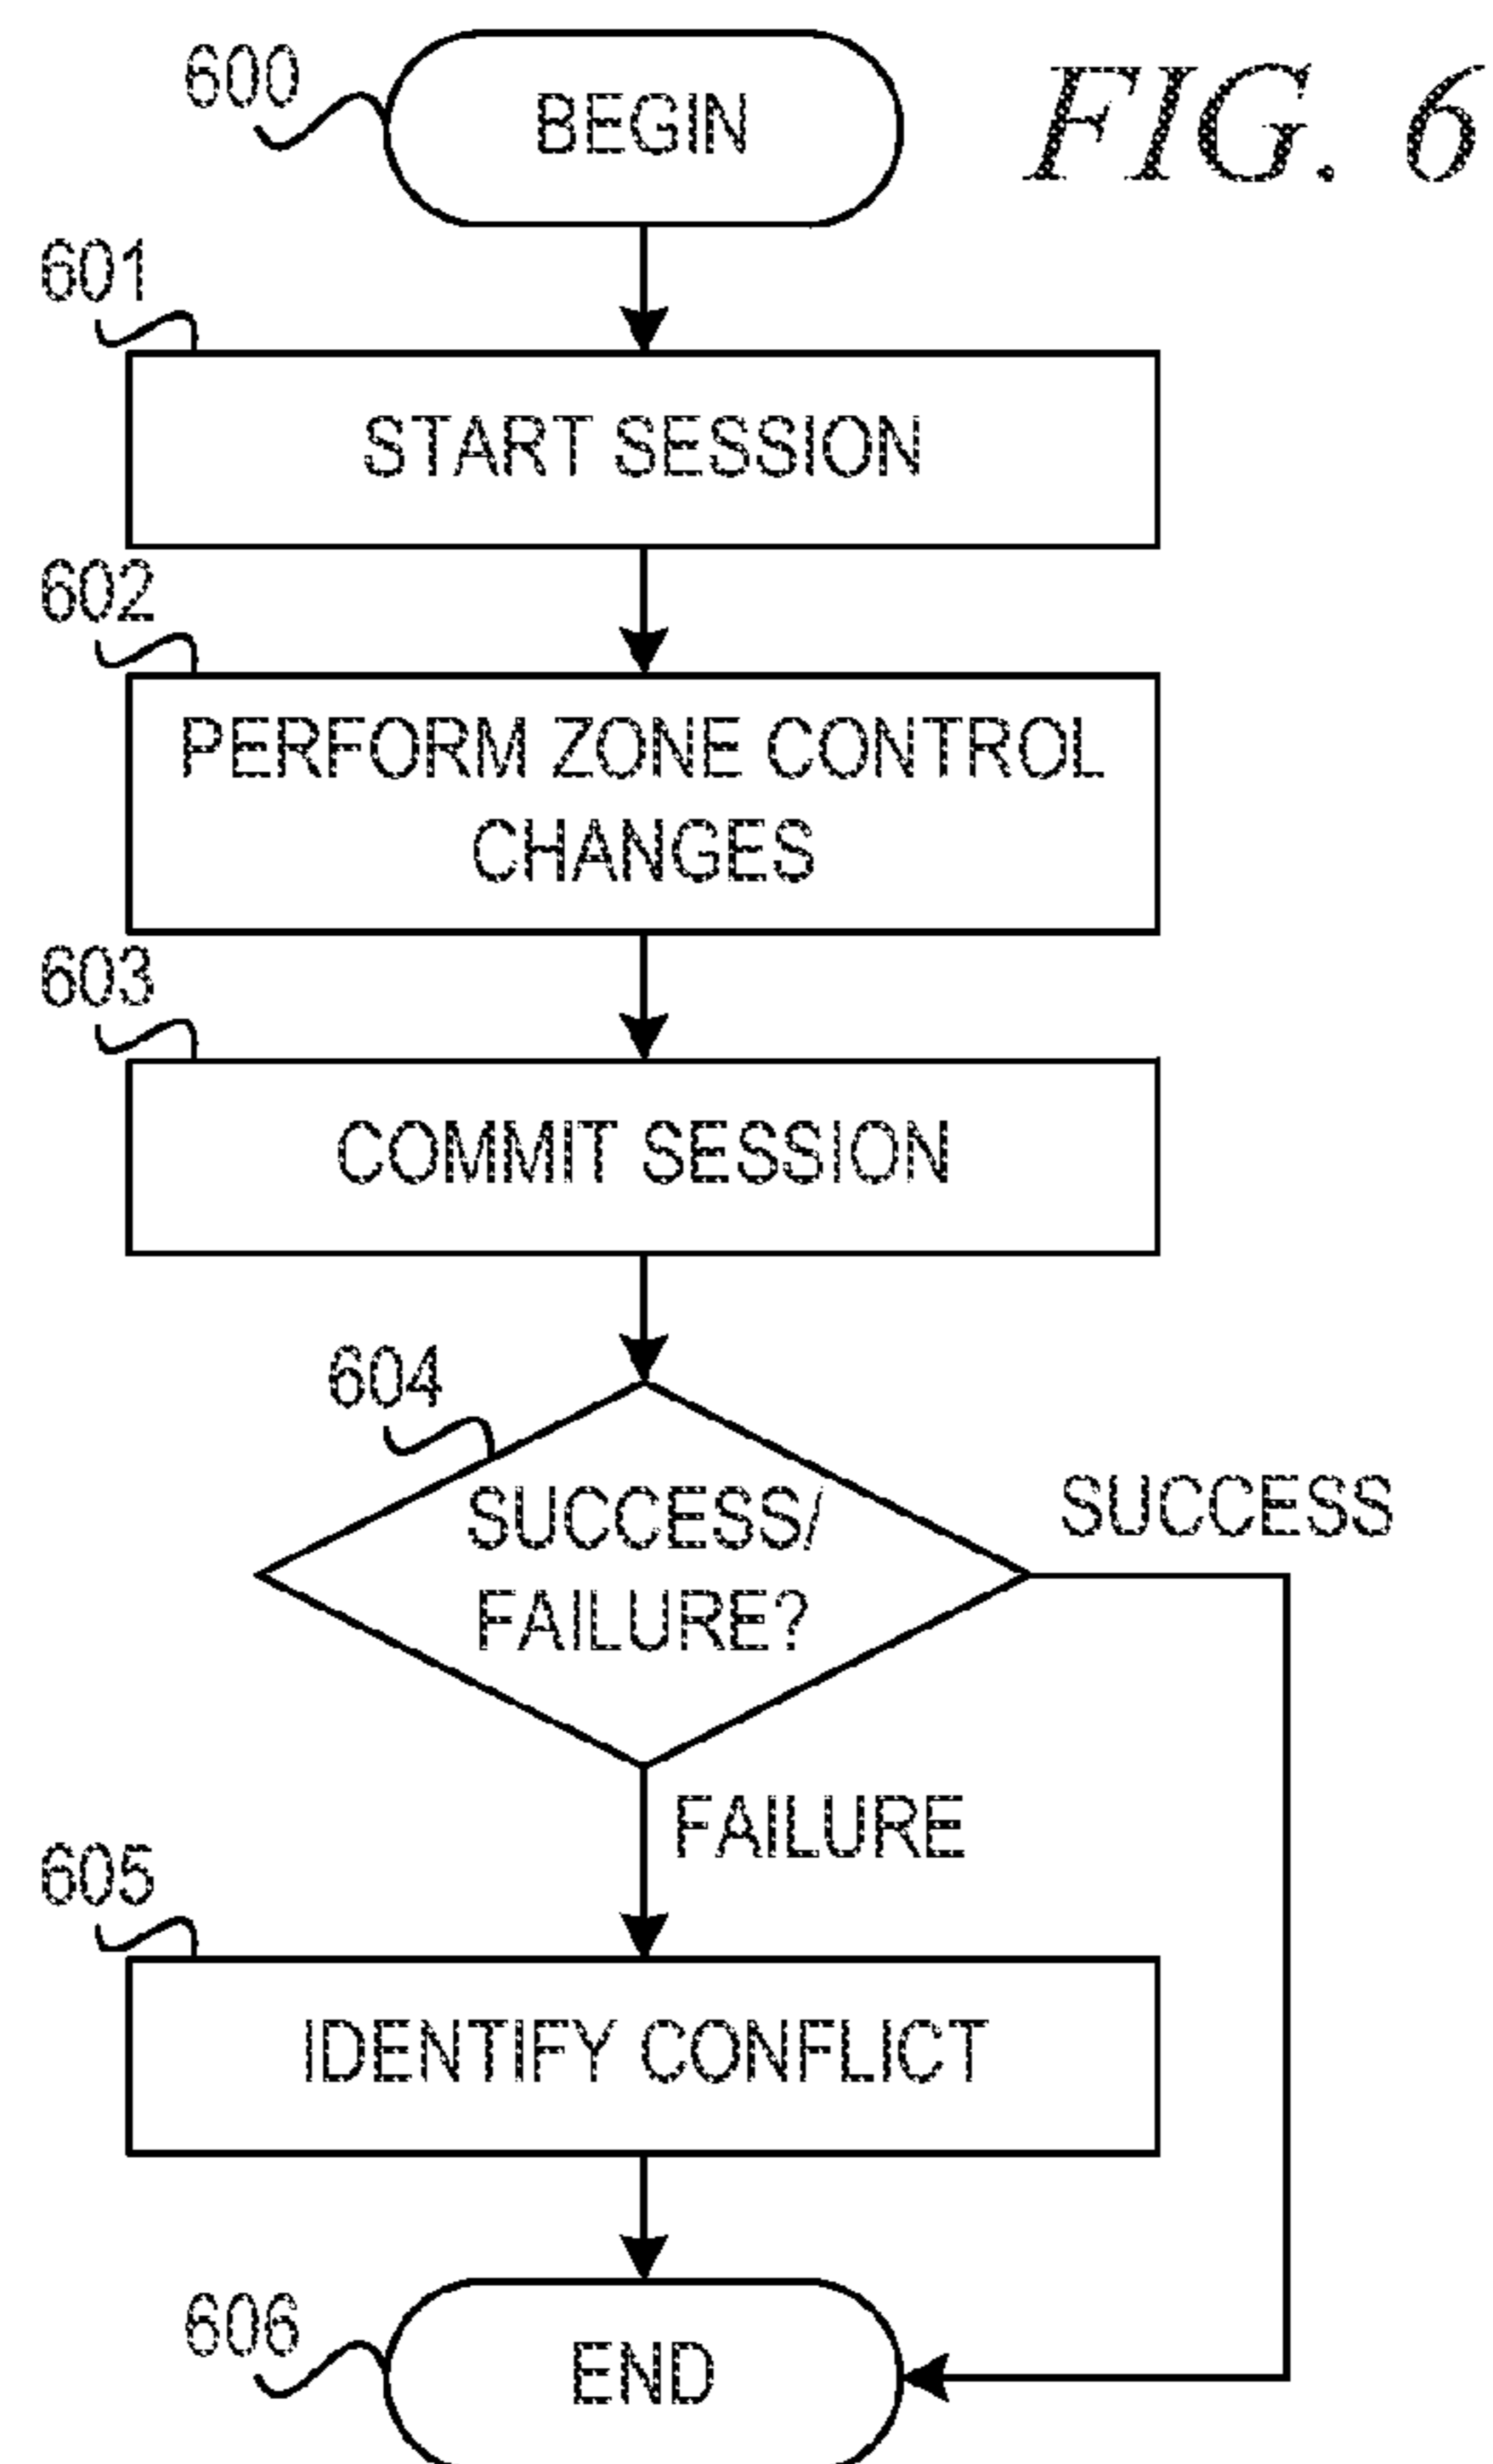 600
BEGIN
FIG. 6
601
START SESSION
602
PERFORM ZONE CONTROL
CHANGES
603
COMMIT SESSION
604
SUCCESS/
FAILURE?
SUCCESS
FAILURE
605
IDENTIFY CONFLICT
606
END